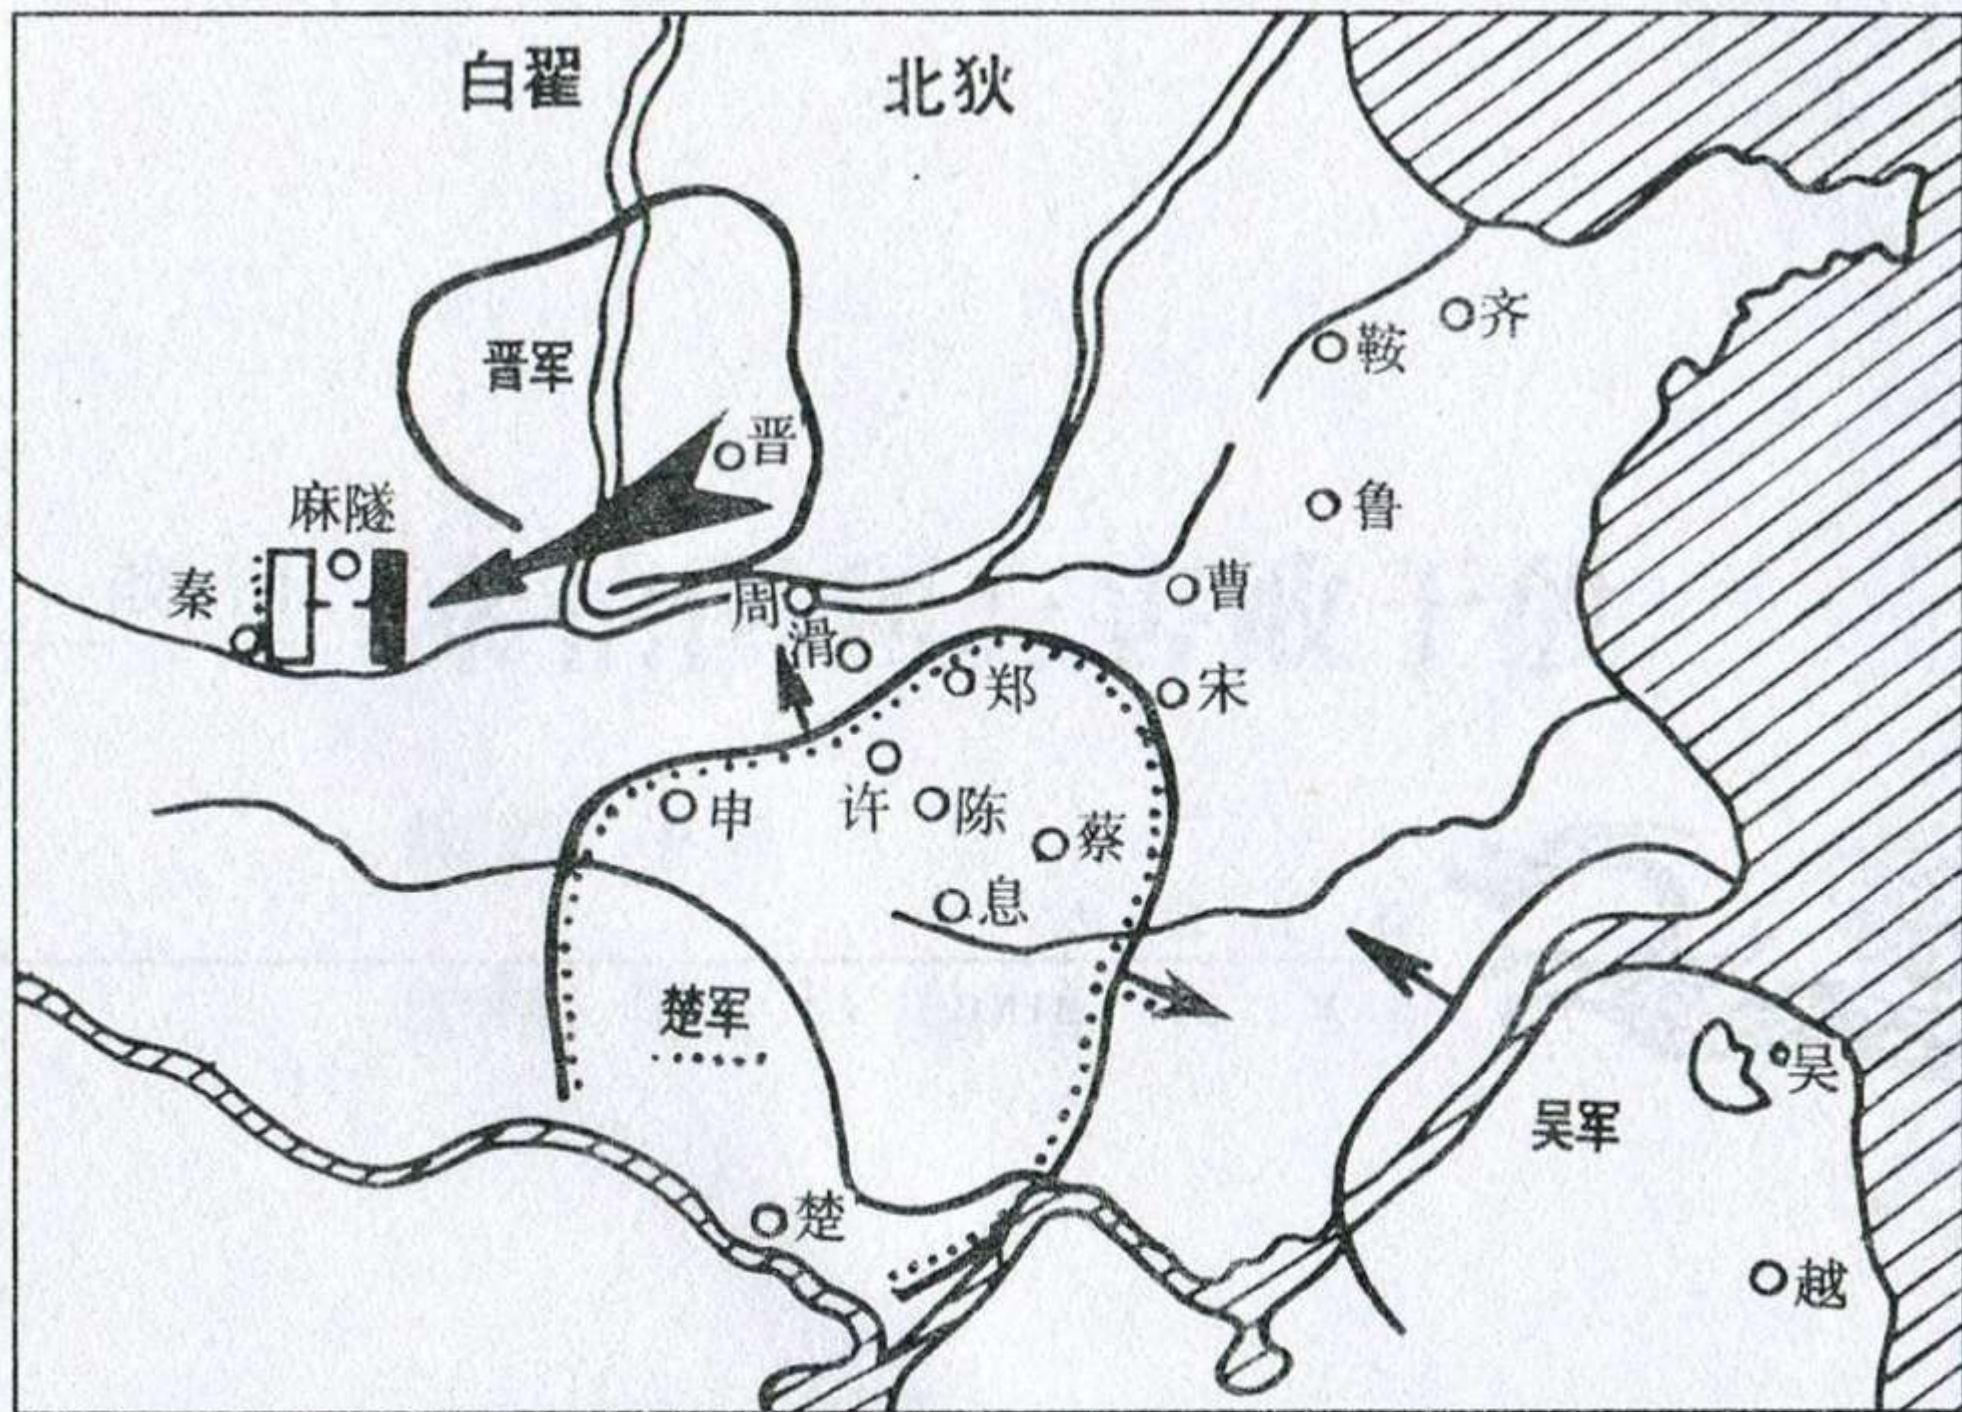 白翟
北狄
齐
鞍
晋军
晋
麻隧
鲁
秦
周
曹
滑
郑
宋
申
许
陈
蔡
息
楚军
吴
吴军
楚
越